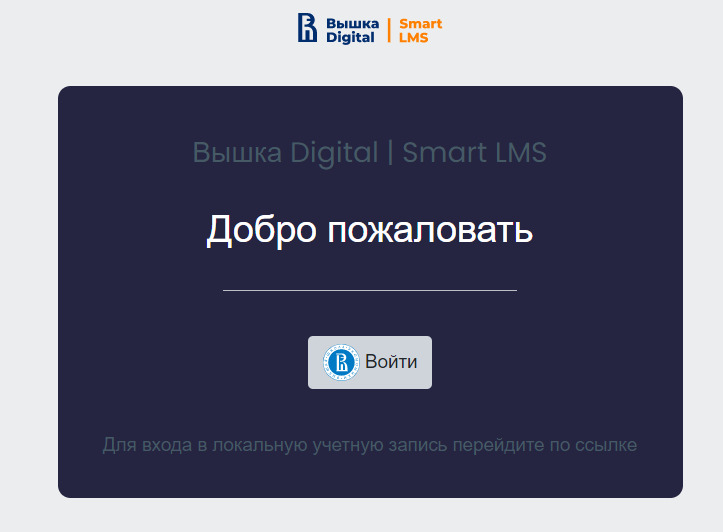 Вышка Digital
Smart LMS
Вышка Digital | Smart LMS
Добро пожаловать
Войти
Для входа в локальную учетную запись перейдите по ссылке